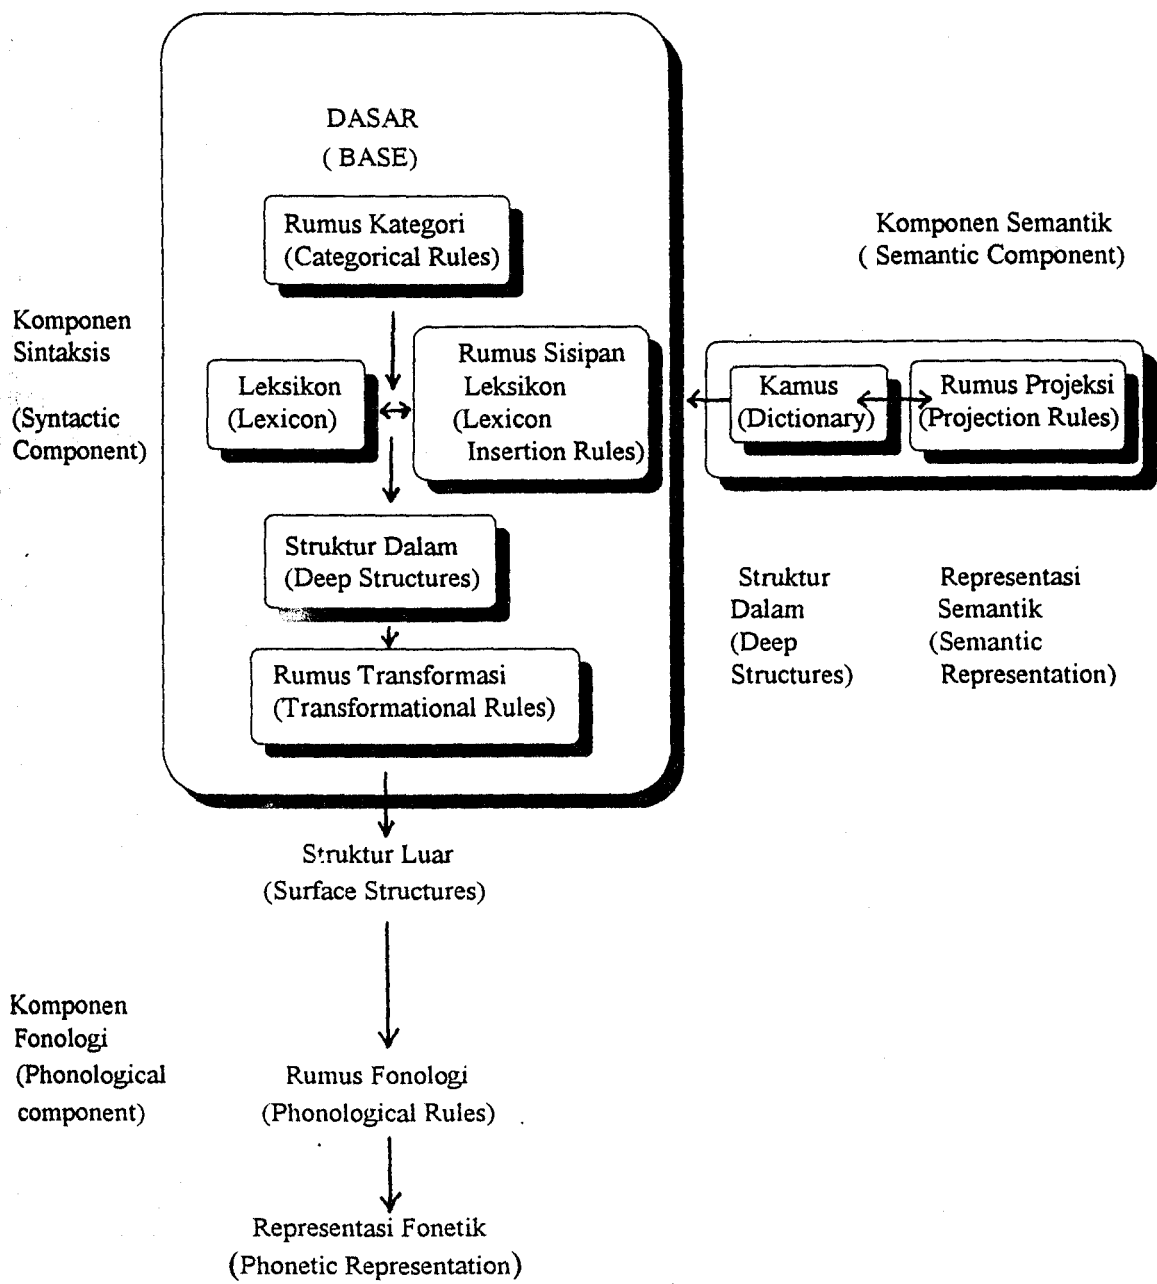 DASAR
( BASE)
Rumus Kategori
(Categorical Rules)
Komponen Semantik
( Semantic Component)
Komponen
Sintaksis
(Syntactic
Component)
Leksikon
(Lexicon)
Rumus Sisipan
Leksikon
(Lexicon
Insertion Rules)
Kamus
(Dictionary)
Rumus Projeksi
(Projection Rules)
Struktur Dalam
(Deep Structures)
Struktur
Dalam
(Deep
Structures)
Representasi
Semantik
(Semantic
Representation)
Rumus Transformasi
(Transformational Rules)
Struktur Luar
(Surface Structures)
Komponen
Fonologi
(Phonological
component)
Rumus Fonologi
(Phonological Rules)
Representasi Fonetik
(Phonetic Representation)